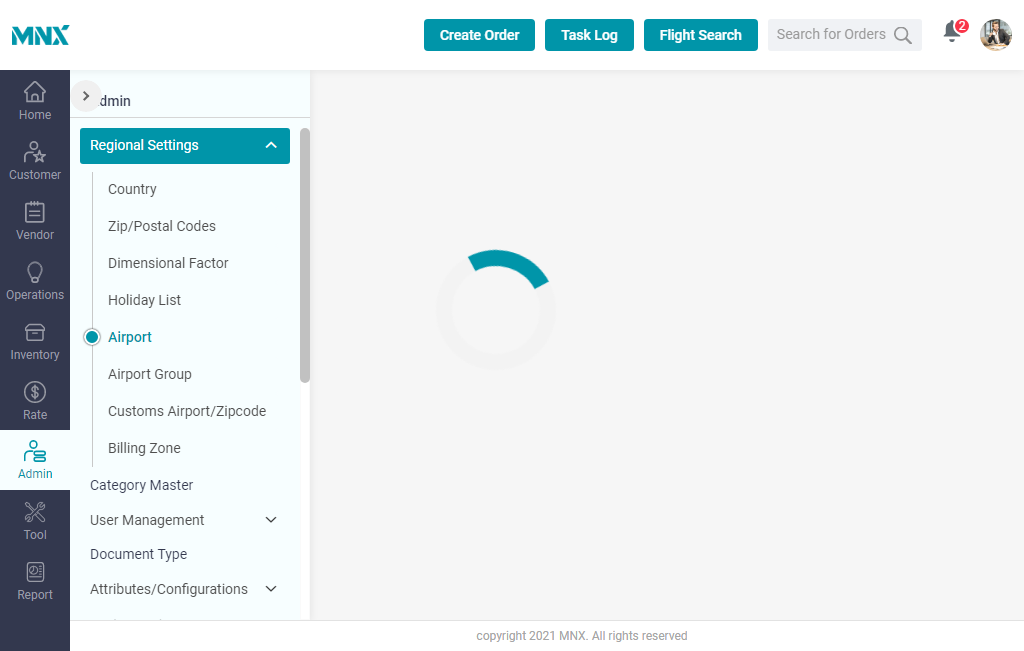 MNX
Create Order
Task Log
Flight Search
Search for Orders
2
Home
Customer
Vendor
Operations
Inventory
Rate
Admin
Tool
Report
dmin
Regional Settings
Country
Zip/Postal Codes
Dimensional Factor
Holiday List
Airport
Airport Group
Customs Airport/Zipcode
Billing Zone
Category Master
User Management
Document Type
Attributes/Configurations
copyright 2021 MNX. All rights reserved